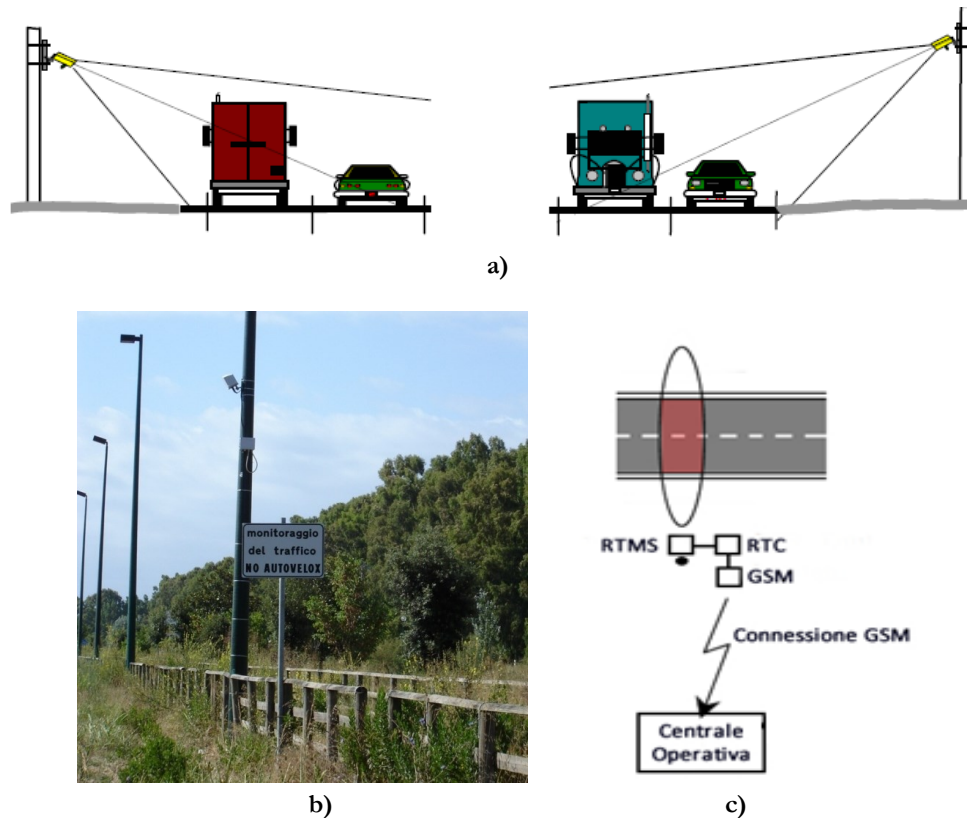 a)
monitoraggio
del traffico
NO AUTOVELOX
b)
RTMS
RTC
GSM
Connessione GSM
Centrale
Operativa
c)